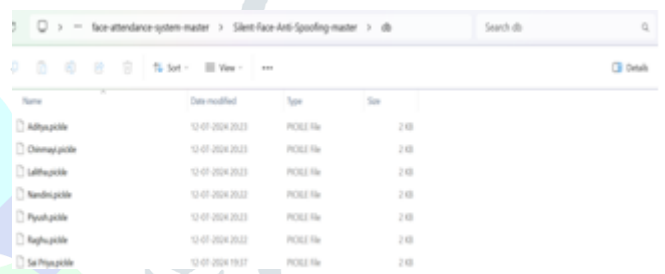 face-attendance-system-master > Silent-Face-Anti-Spoofing-master > db Search db
Sort View ... Details
Name Date modified Type Size
Aditya.pickle 12-07-2024 20:23 PICKLE File 2 KB
Chinmayi.pickle 12-07-2024 20:23 PICKLE File 2 KB
Lalitha.pickle 12-07-2024 20:23 PICKLE File 2 KB
Nandini.pickle 12-07-2024 20:22 PICKLE File 2 KB
Piyush.pickle 12-07-2024 20:23 PICKLE File 2 KB
Raghu.pickle 12-07-2024 20:22 PICKLE File 2 KB
Sai Priya.pickle 12-07-2024 19:37 PICKLE File 2 KB